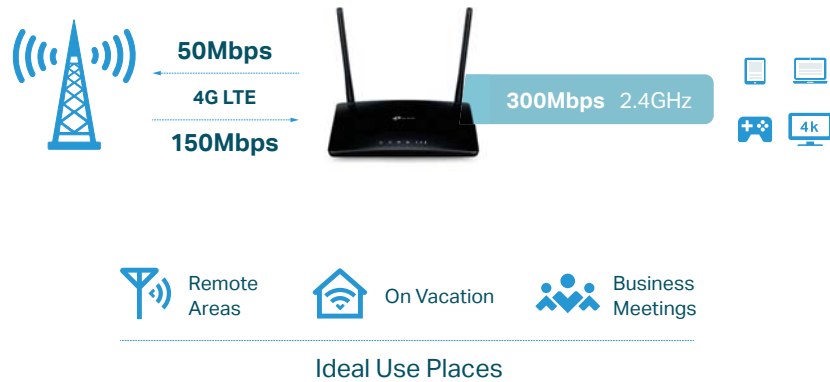 50Mbps
4G LTE
150Mbps
300Mbps 2.4GHz
4k
Remote
Areas
On Vacation
Business
Meetings
Ideal Use Places